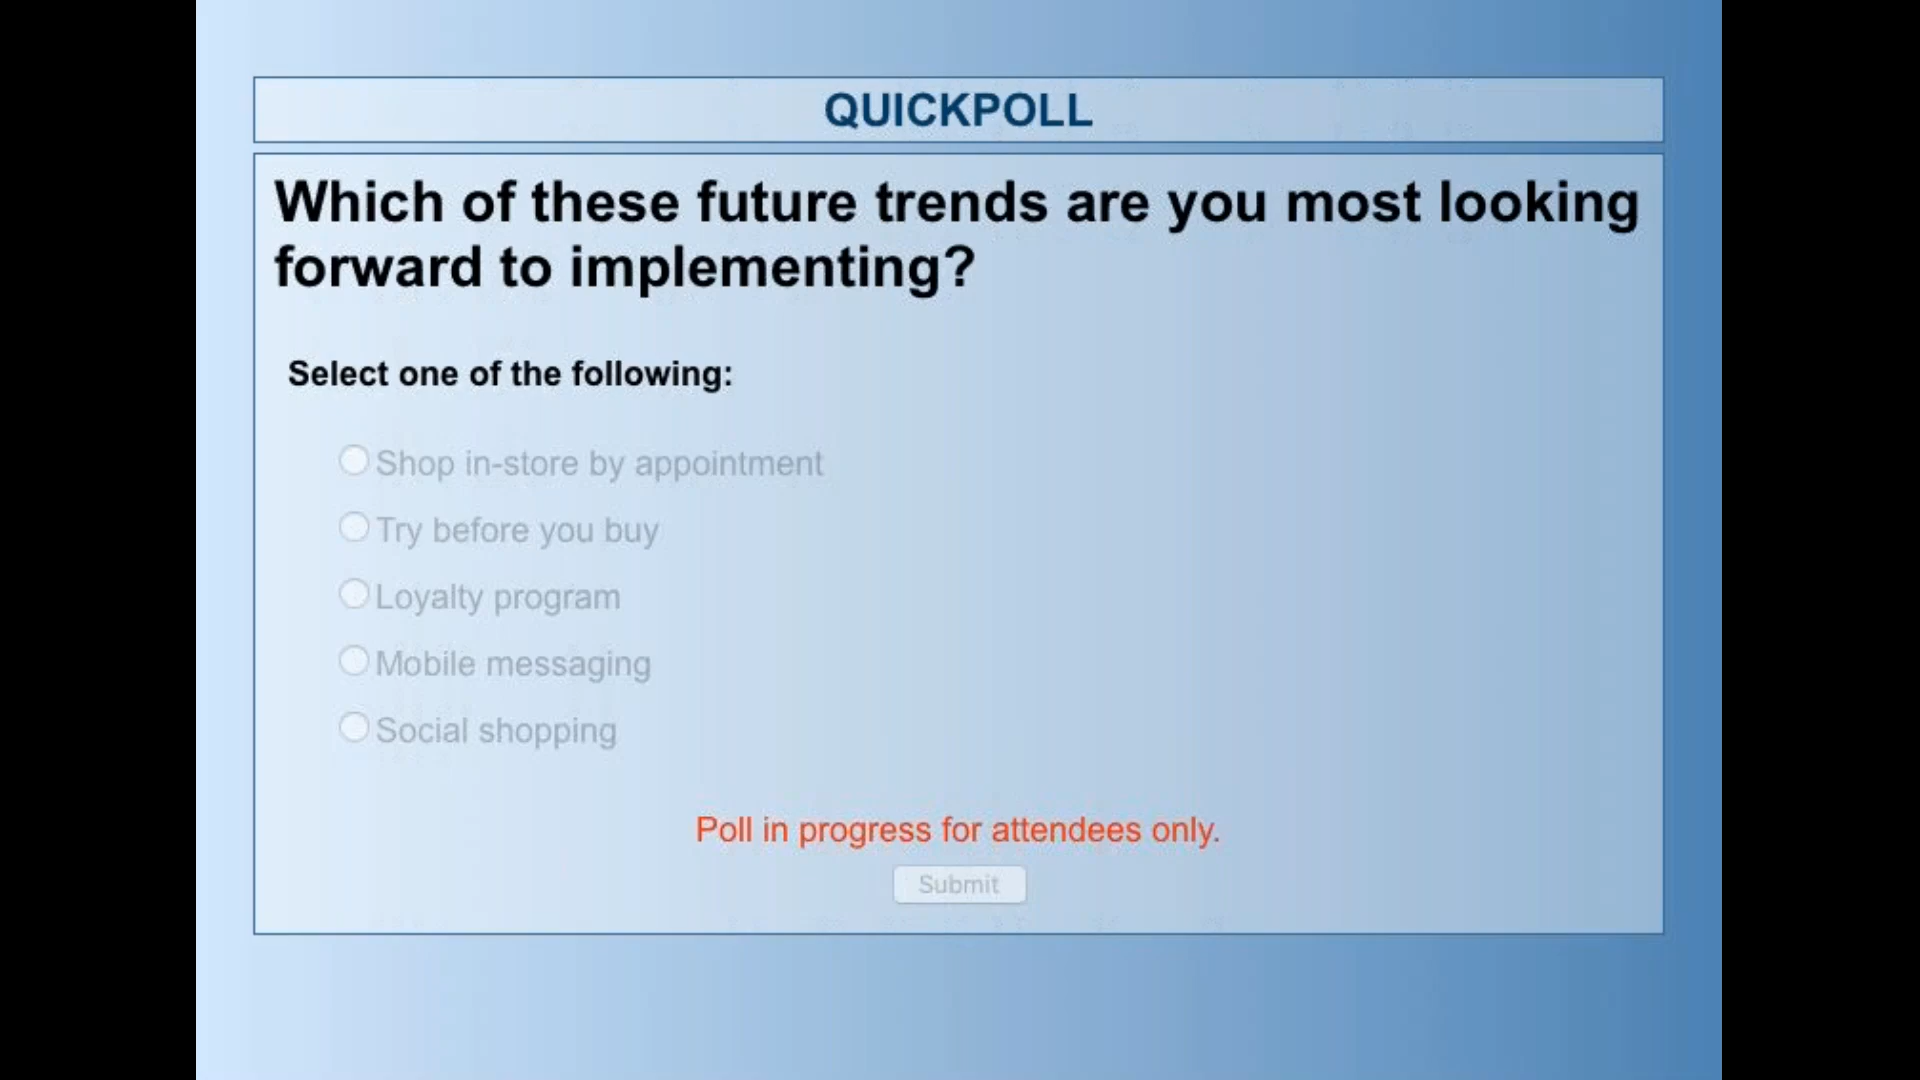 QUICKPOLL
Which of these future trends are you most looking
forward to implementing?
Select one of the following:
Shop in-store by appointment
Try before you buy
Loyalty program
Mobile messaging
Social shopping
Poll in progress for attendees only.
Submit